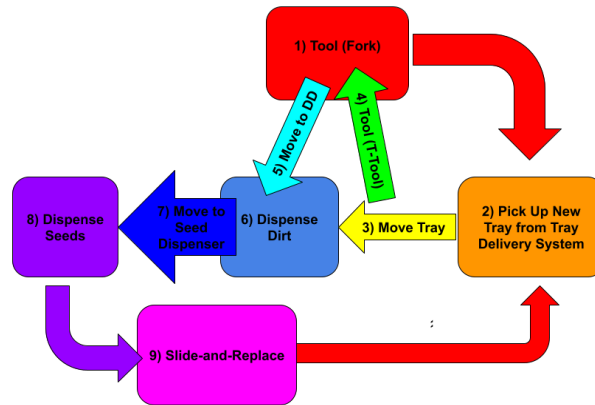 1) Tool (Fork)
5) Move to DD
4) Tool (T-Tool)
8) Dispense
Seeds
7) Move to
Seed
Dispenser
6) Dispense
Dirt
3) Move Tray
2) Pick Up New
Tray from Tray
Delivery System
9) Slide-and-Replace
: